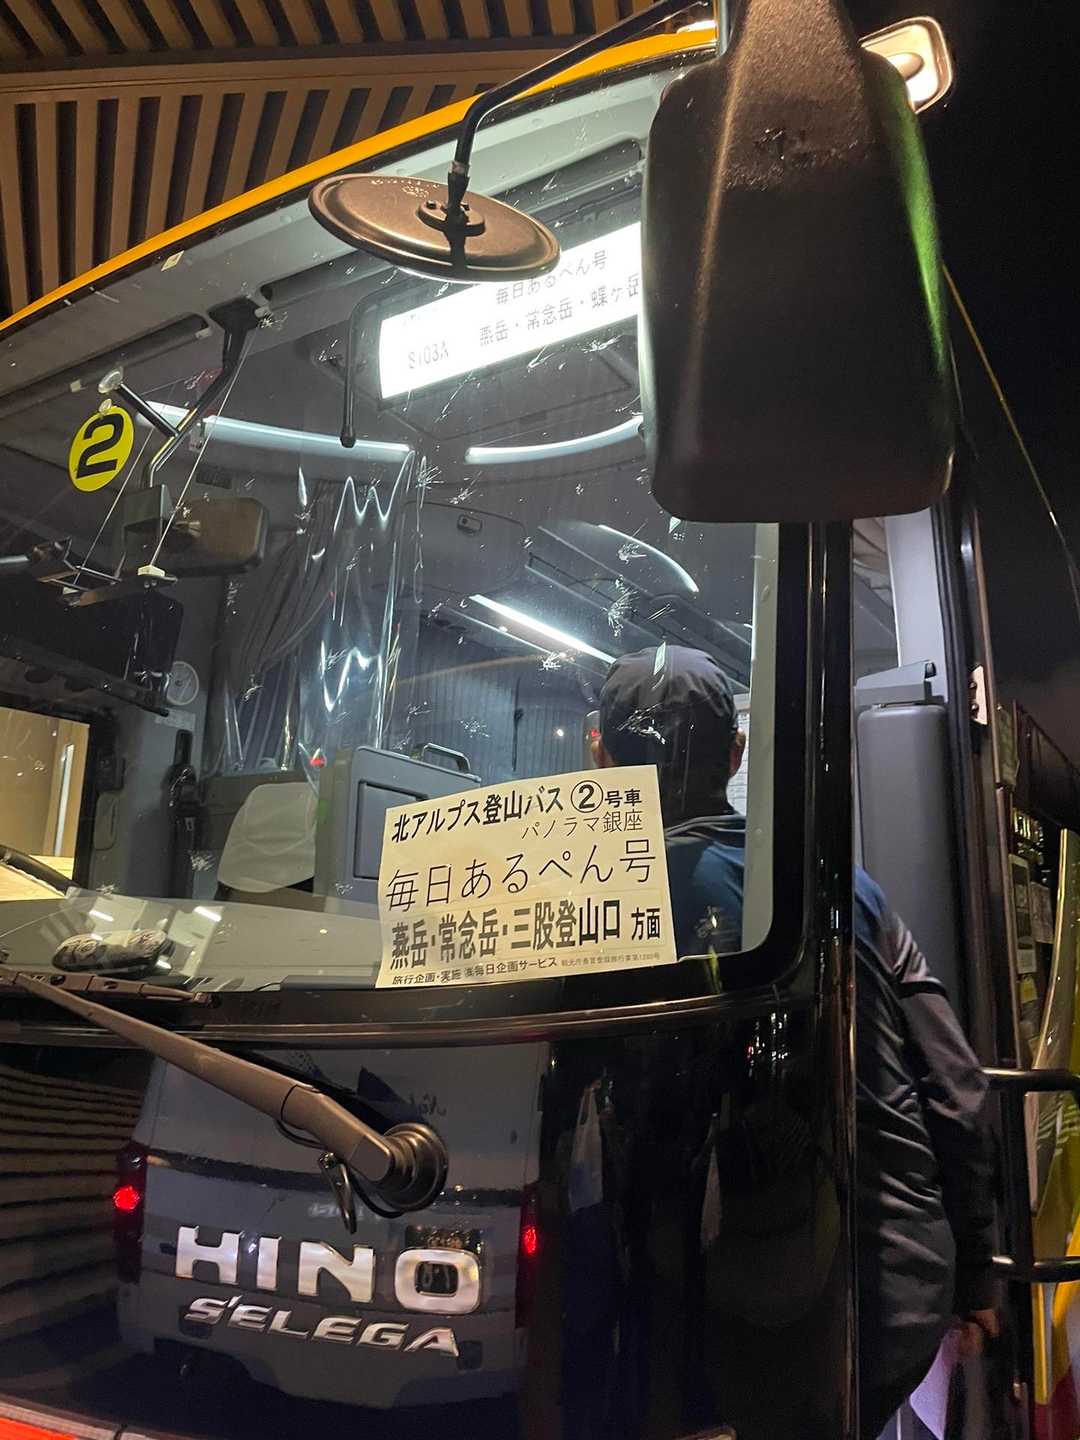 毎日あるぺん号
8103A 燕岳・常念岳・蝶ヶ岳
2
北アルプス登山バス②号車
パノラマ銀座
毎日あるぺん号
燕岳・常念岳・三股登山口 方面
旅行企画・実施 ㈱毎日企画サービス
HINO
S'ELEGA